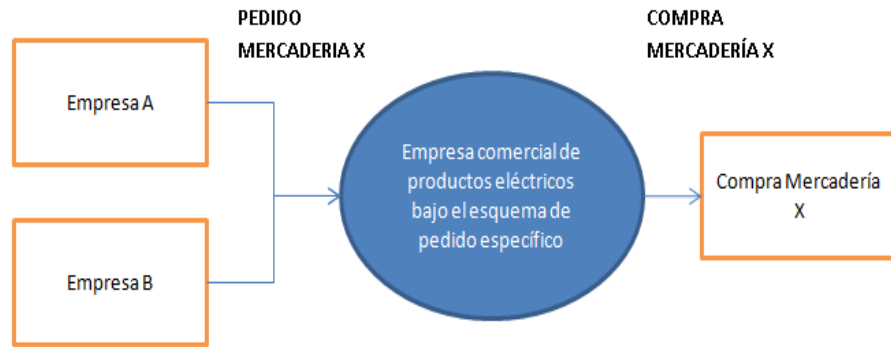 PEDIDO
MERCADERIA X
COMPRA
MERCADERÍA X
Empresa A
Empresa B
Empresa comercial de
productos eléctricos
bajo el esquema de
pedido específico
Compra Mercadería
X